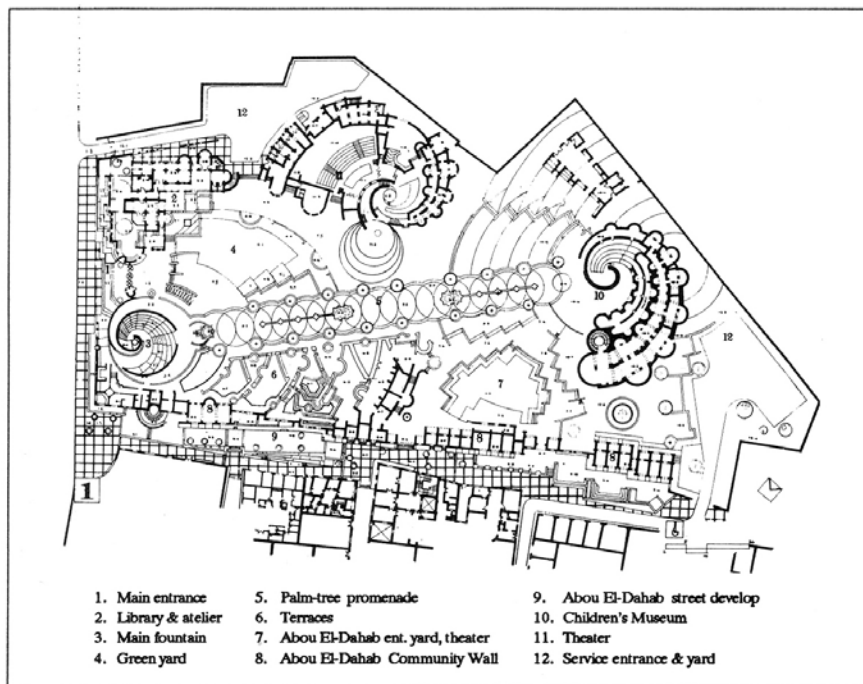 12
2
4
5
10
3
12
6
7
8
8
9
8
1
1. Main entrance
2. Library & atelier
3. Main fountain
4. Green yard
5. Palm-tree promenade
6. Terraces
7. Abou El-Dahab ent. yard, theater
8. Abou El-Dahab Community Wall
9. Abou El-Dahab street develop
10. Children's Museum
11. Theater
12. Service entrance & yard